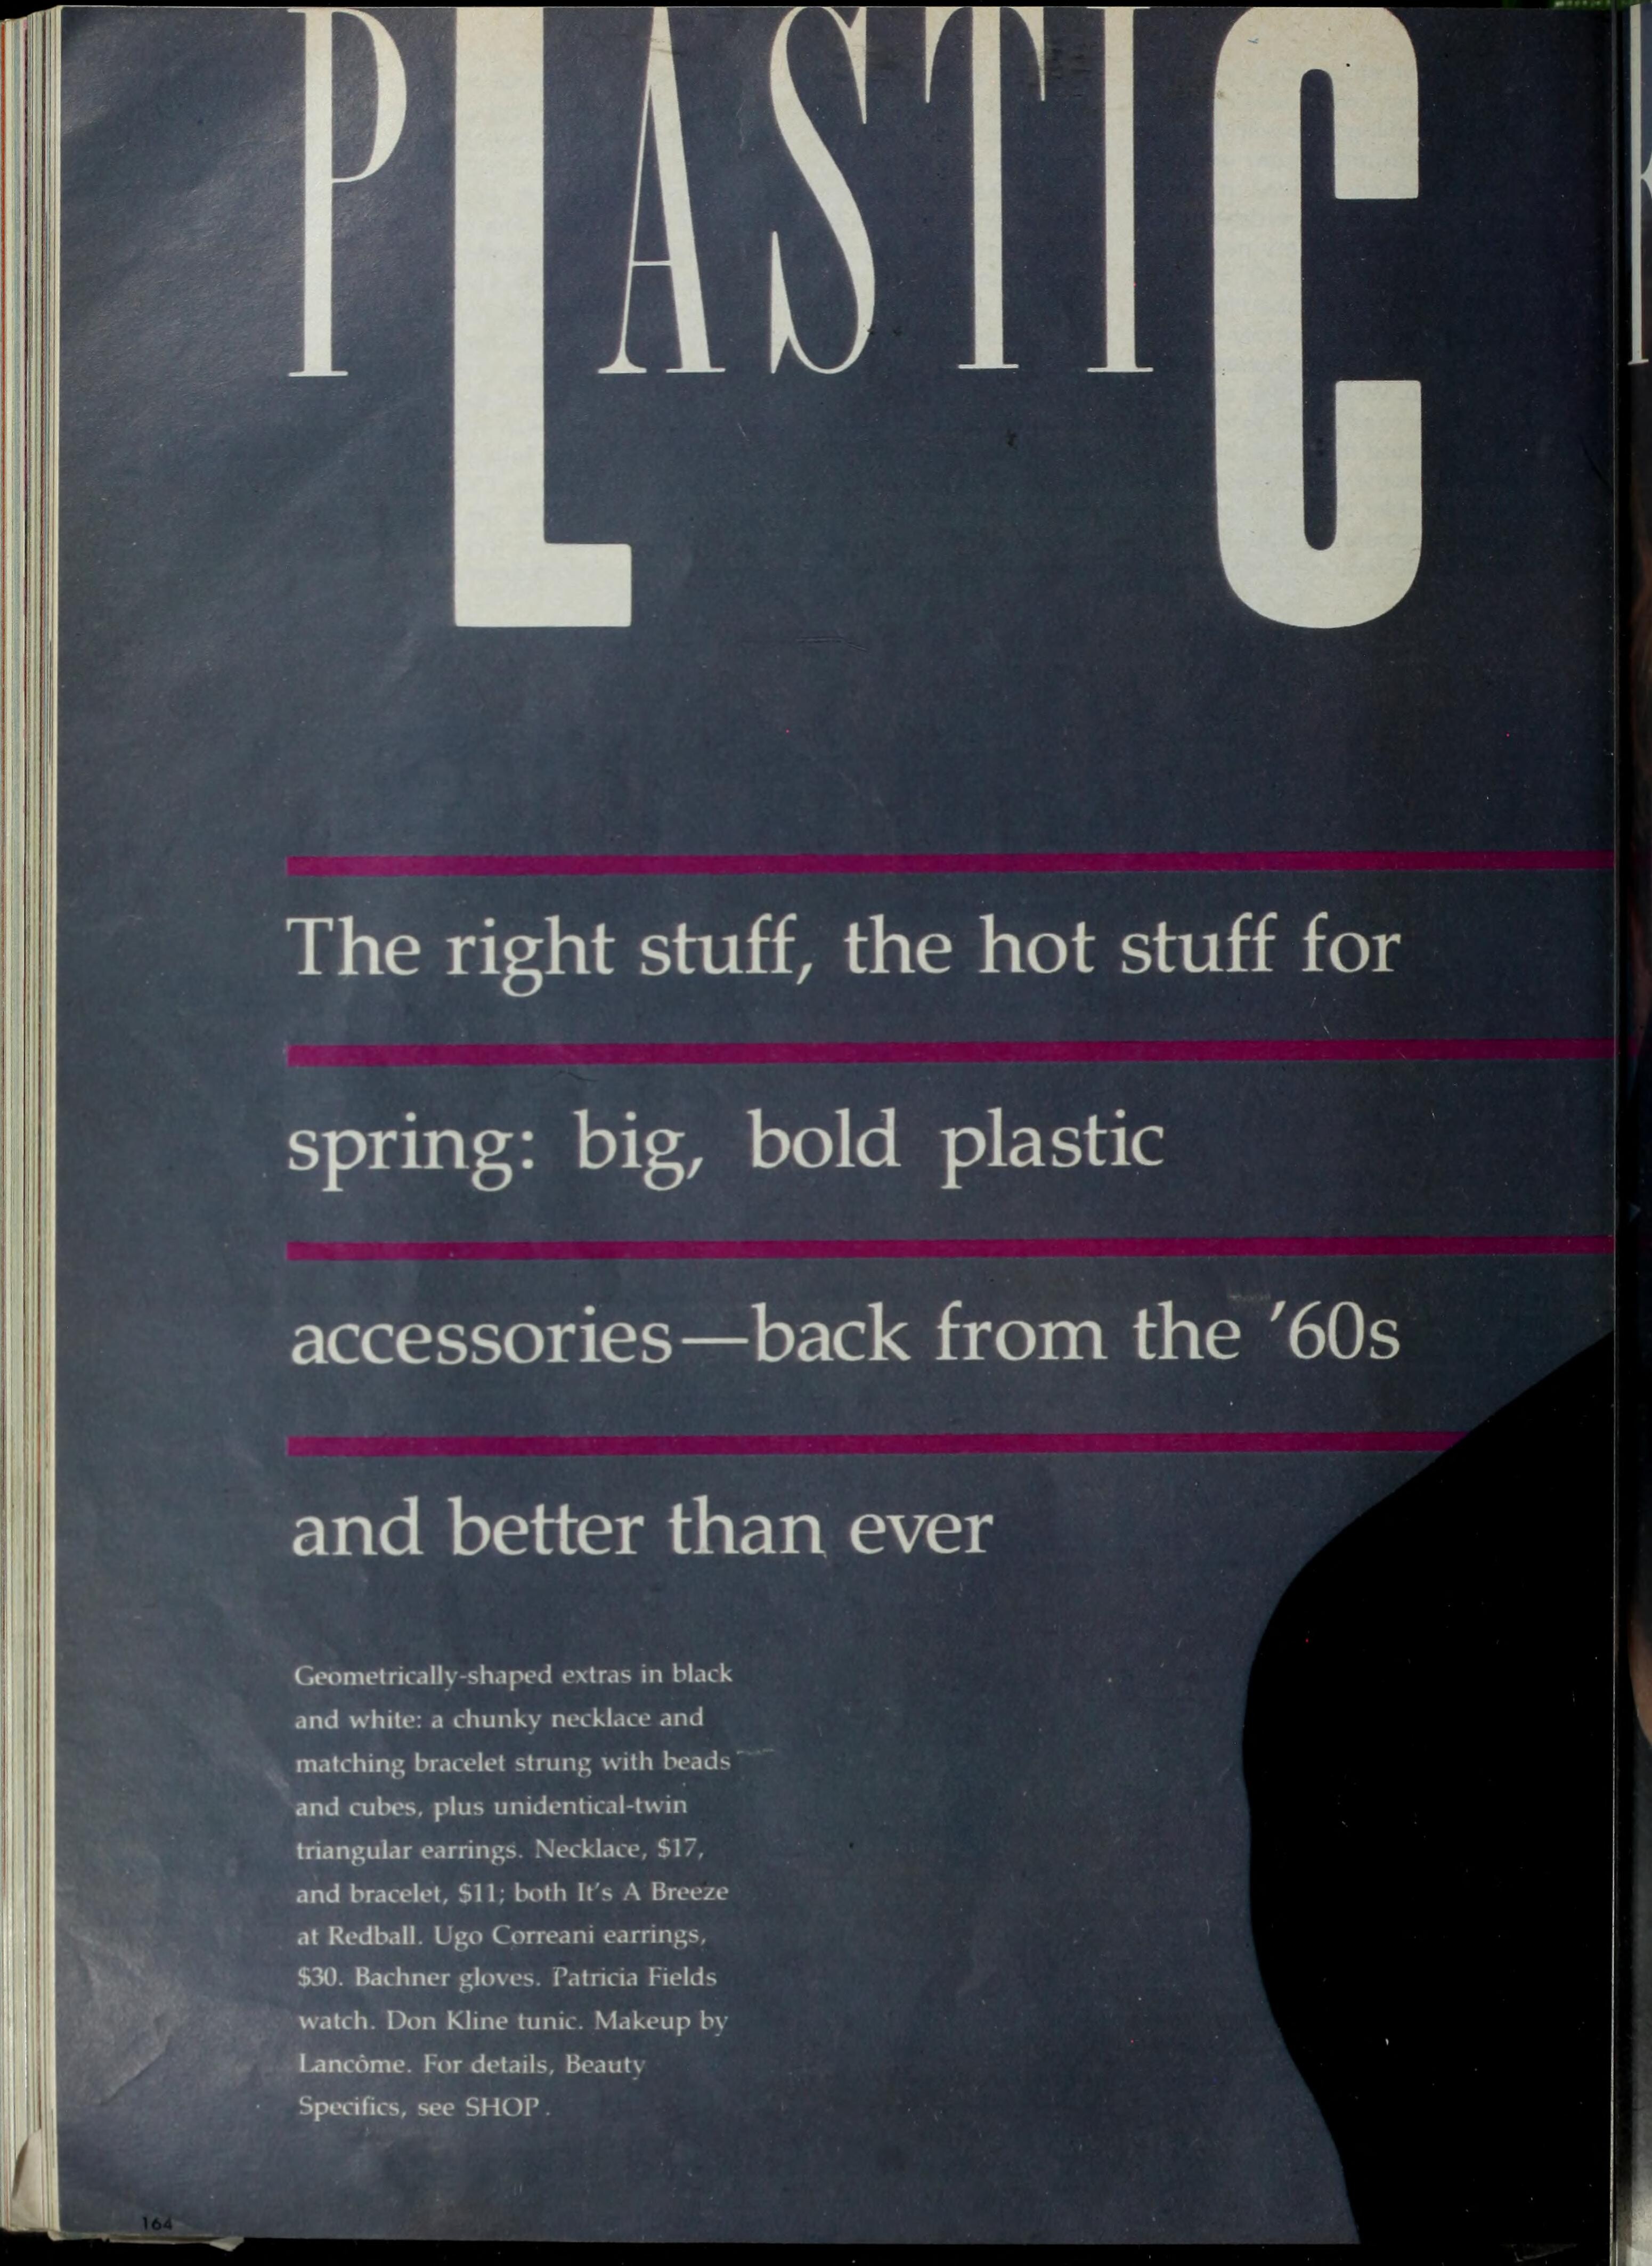 PLASTIC
The right stuff, the hot stuff for
spring: big, bold plastic
accessories—back from the '60s
and better than ever
Geometrically-shaped extras in black
and white: a chunky necklace and
matching bracelet strung with beads
and cubes, plus unidentical-twin
triangular earrings. Necklace, $17,
and bracelet, $11; both It's A Breeze
at Redball. Ugo Correani earrings,
$30. Bachner gloves. Patricia Fields
watch. Don Kline tunic. Makeup by
Lancôme. For details, Beauty
Specifics, see SHOP.
164